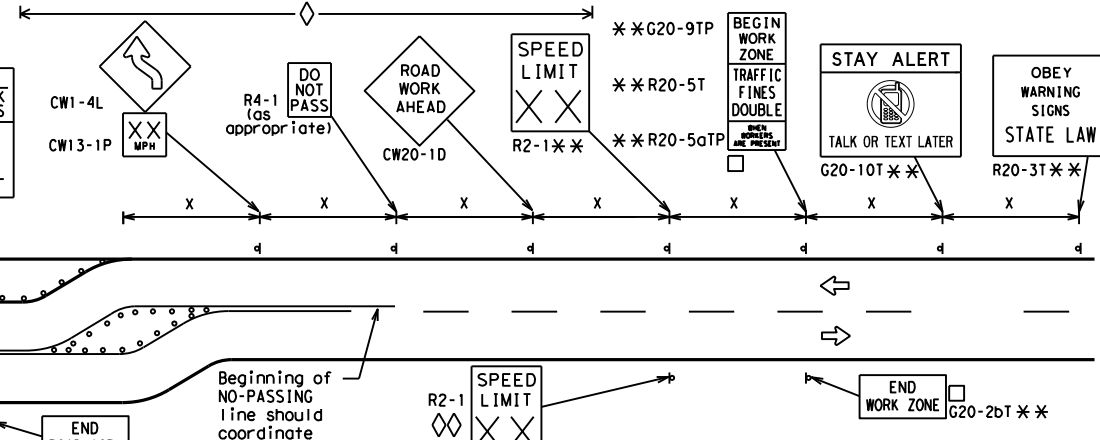 CW1-4L
X X
MPH
CW13-1P
DO
NOT
PASS
R4-1
(as
appropriate)
ROAD
WORK
AHEAD
CW20-1D
SPEED
LIMIT
X X
R2-1**
**G20-9TP
**R20-5T
**R20-5aTP
BEGIN
WORK
ZONE
TRAFFIC
FINES
DOUBLE
WHEN
WORKERS
ARE PRESENT
STAY ALERT
TALK OR TEXT LATER
G20-10T**
OBEY
WARNING
SIGNS
STATE LAW
R20-3T**
X X X X X X X
Beginning of
NO-PASSING
line should
coordinate
R2-1
SPEED
LIMIT
X X
END
WORK ZONE
G20-2bT**
END